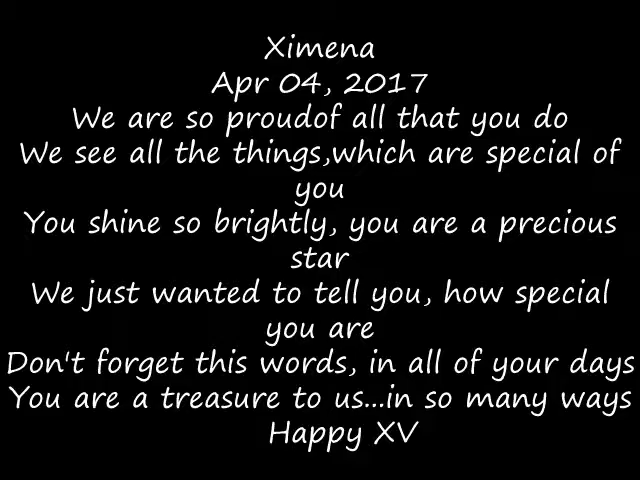 Ximena
Apr 04, 2017
We are so proudof all that you do
We see all the things,which are special of
you
You shine so brightly, you are a precious
star
We just wanted to tell you, how special
you are
Don't forget this words, in all of your days
You are a treasure to us...in so many ways
Happy XV